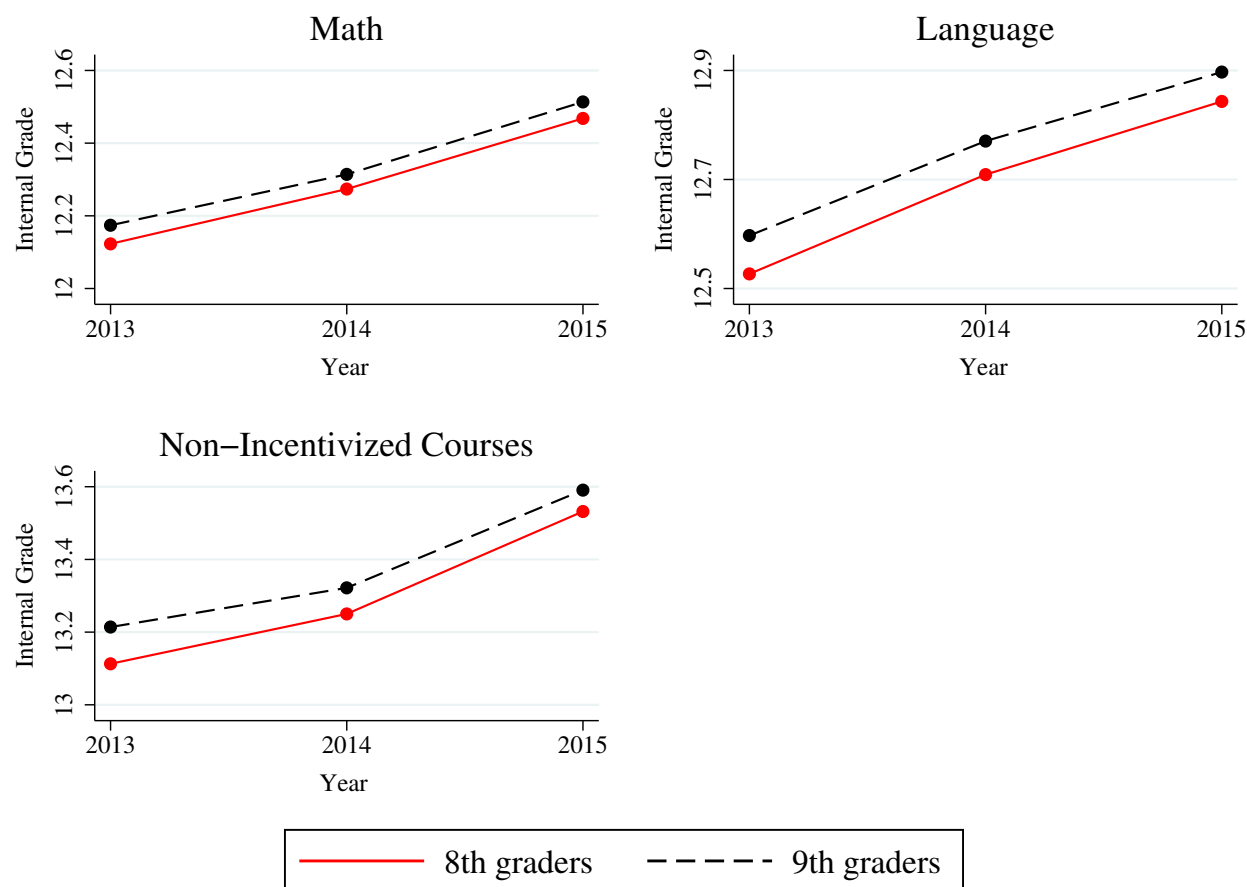 Math
Internal Grade
12.6
12.4
12.2
12
2013 2014 2015
Year
Language
Internal Grade
12.9
12.7
12.5
2013 2014 2015
Year
Non−Incentivized Courses
Internal Grade
13.6
13.4
13.2
13
2013 2014 2015
Year
8th graders 9th graders